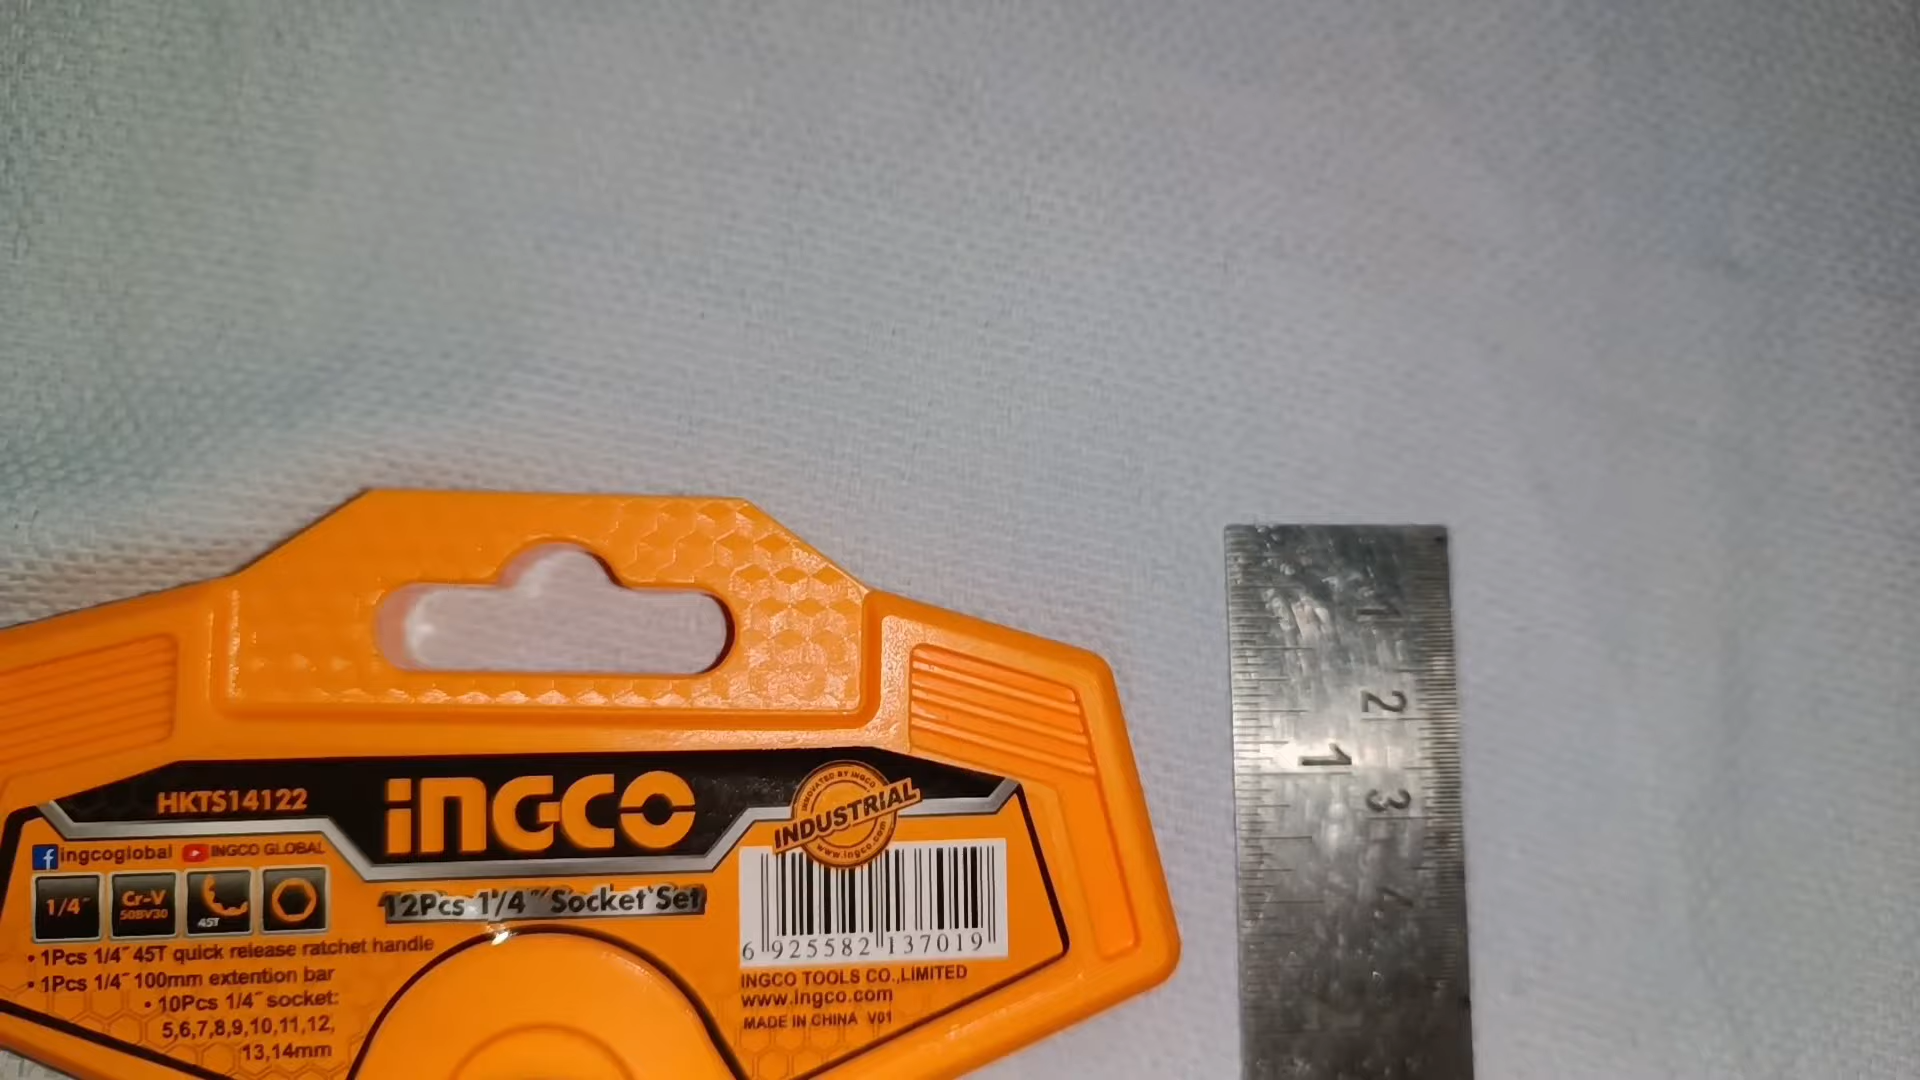 HKTS14122
INGCO
INNOVATED BY INGCO
INDUSTRIAL
www.ingco.com
ingcoglobal INGCO GLOBAL
1/4"
Cr-V
50BV30
45T
12Pcs 1/4" Socket Set
• 1Pcs 1/4" 45T quick release ratchet handle
• 1Pcs 1/4" 100mm extention bar
• 10Pcs 1/4" socket:
5,6,7,8,9,10,11,12,
13,14mm
6 925582 137019
INGCO TOOLS CO.,LIMITED
www.ingco.com
MADE IN CHINA V01
1
2
1
3
4